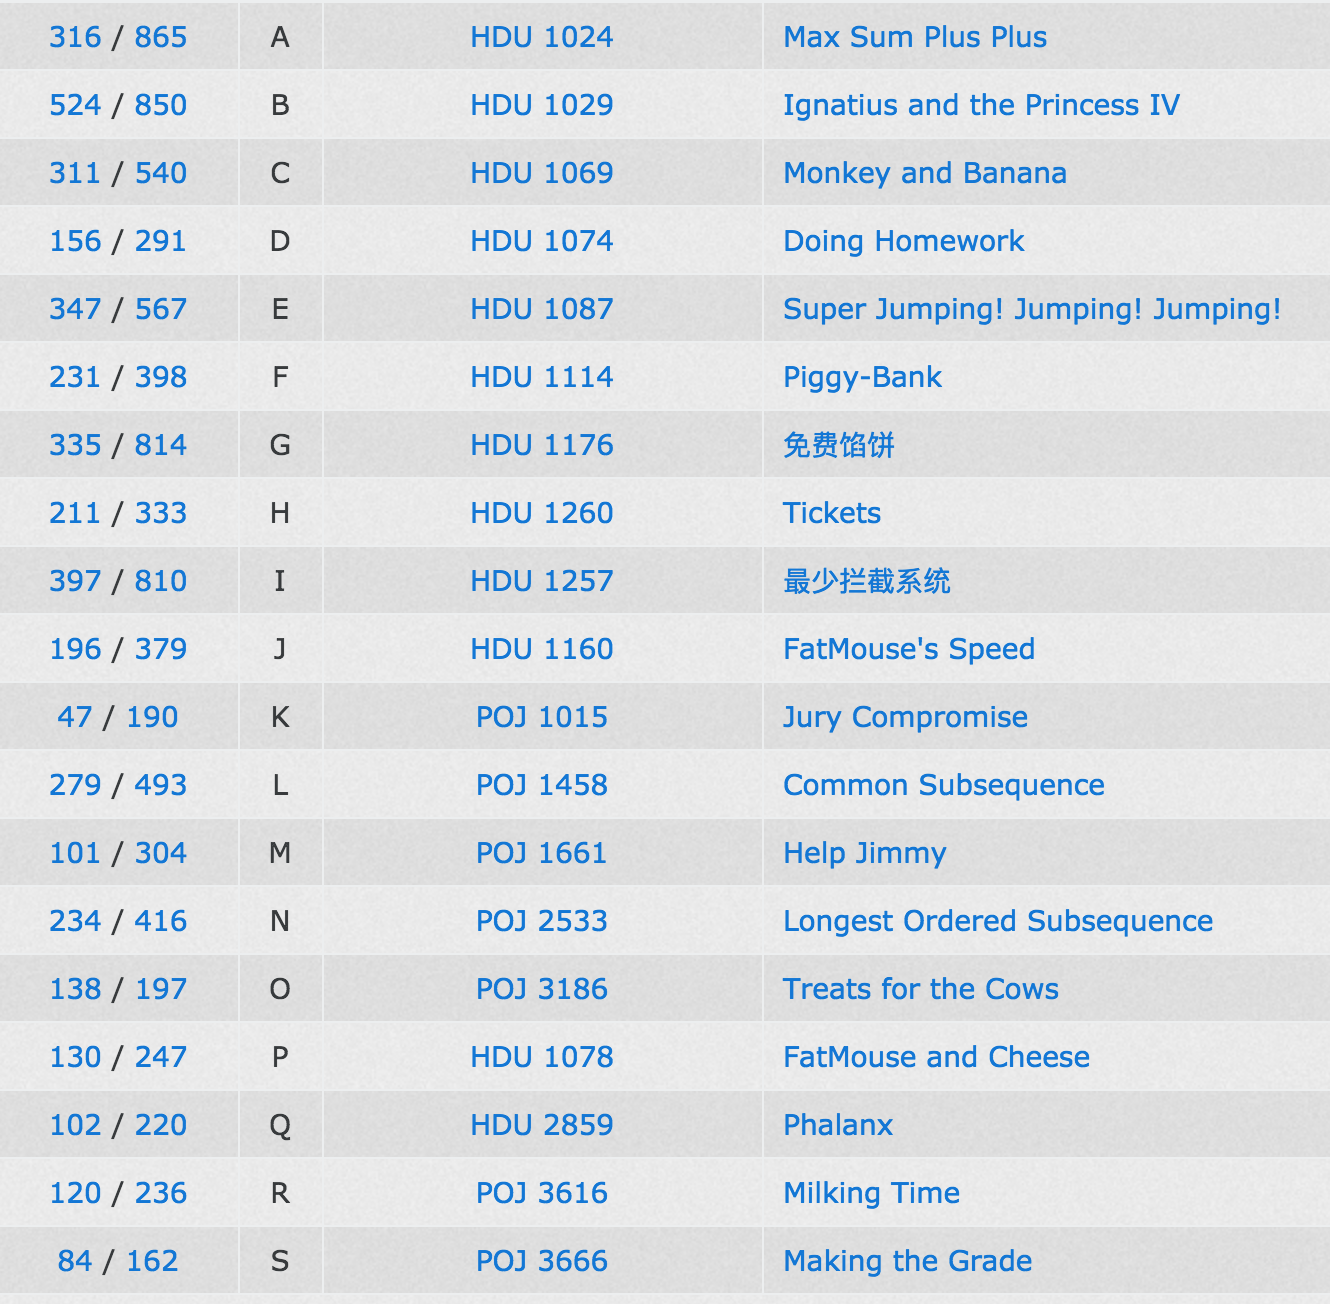 316 / 865 A HDU 1024 Max Sum Plus Plus
524 / 850 B HDU 1029 Ignatius and the Princess IV
311 / 540 C HDU 1069 Monkey and Banana
156 / 291 D HDU 1074 Doing Homework
347 / 567 E HDU 1087 Super Jumping! Jumping! Jumping!
231 / 398 F HDU 1114 Piggy-Bank
335 / 814 G HDU 1176 免费馅饼
211 / 333 H HDU 1260 Tickets
397 / 810 I HDU 1257 最少拦截系统
196 / 379 J HDU 1160 FatMouse's Speed
47 / 190 K POJ 1015 Jury Compromise
279 / 493 L POJ 1458 Common Subsequence
101 / 304 M POJ 1661 Help Jimmy
234 / 416 N POJ 2533 Longest Ordered Subsequence
138 / 197 O POJ 3186 Treats for the Cows
130 / 247 P HDU 1078 FatMouse and Cheese
102 / 220 Q HDU 2859 Phalanx
120 / 236 R POJ 3616 Milking Time
84 / 162 S POJ 3666 Making the Grade